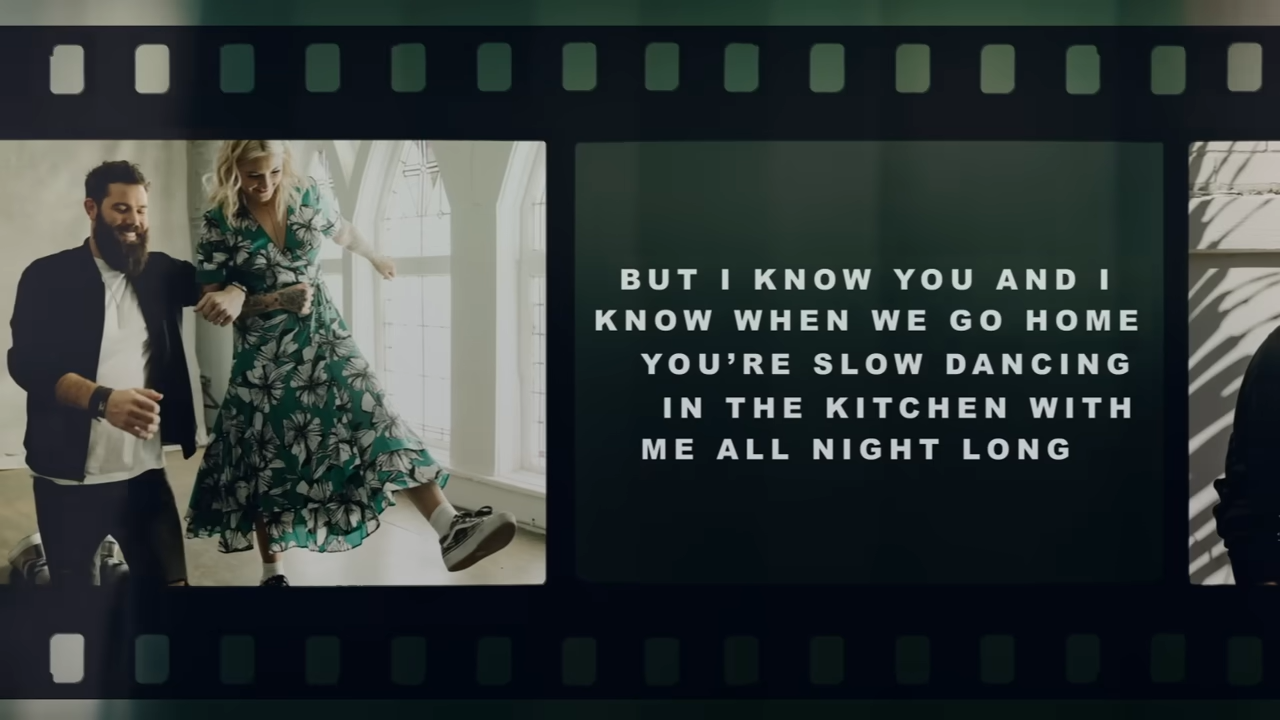 BUT I KNOW YOU AND I
KNOW WHEN WE GO HOME
YOU’RE SLOW DANCING
IN THE KITCHEN WITH
ME ALL NIGHT LONG